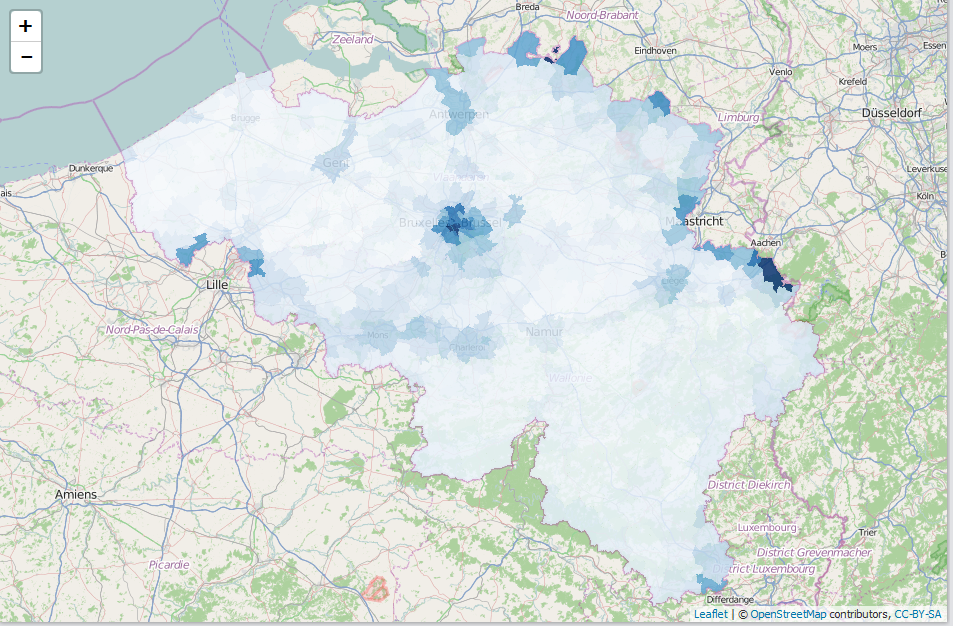 +
−
Breda
Noord-Brabant
Zeeland
Eindhoven
Moers
Essen
Venlo
Krefeld
Düsseldorf
Limburg
Brugge
Antwerpen
Gent
Dunkerque
Leverkuse
ais
Köln
Maastricht
Aachen
Lille
Nord-Pas-de-Calais
Mons
Charleroi
Namur
Wallonie
Amiens
District Diekirch
Luxembourg
Trier
District Grevenmacher
District Luxembourg
Picardie
Differdange
Leaflet | © OpenStreetMap contributors, CC-BY-SA